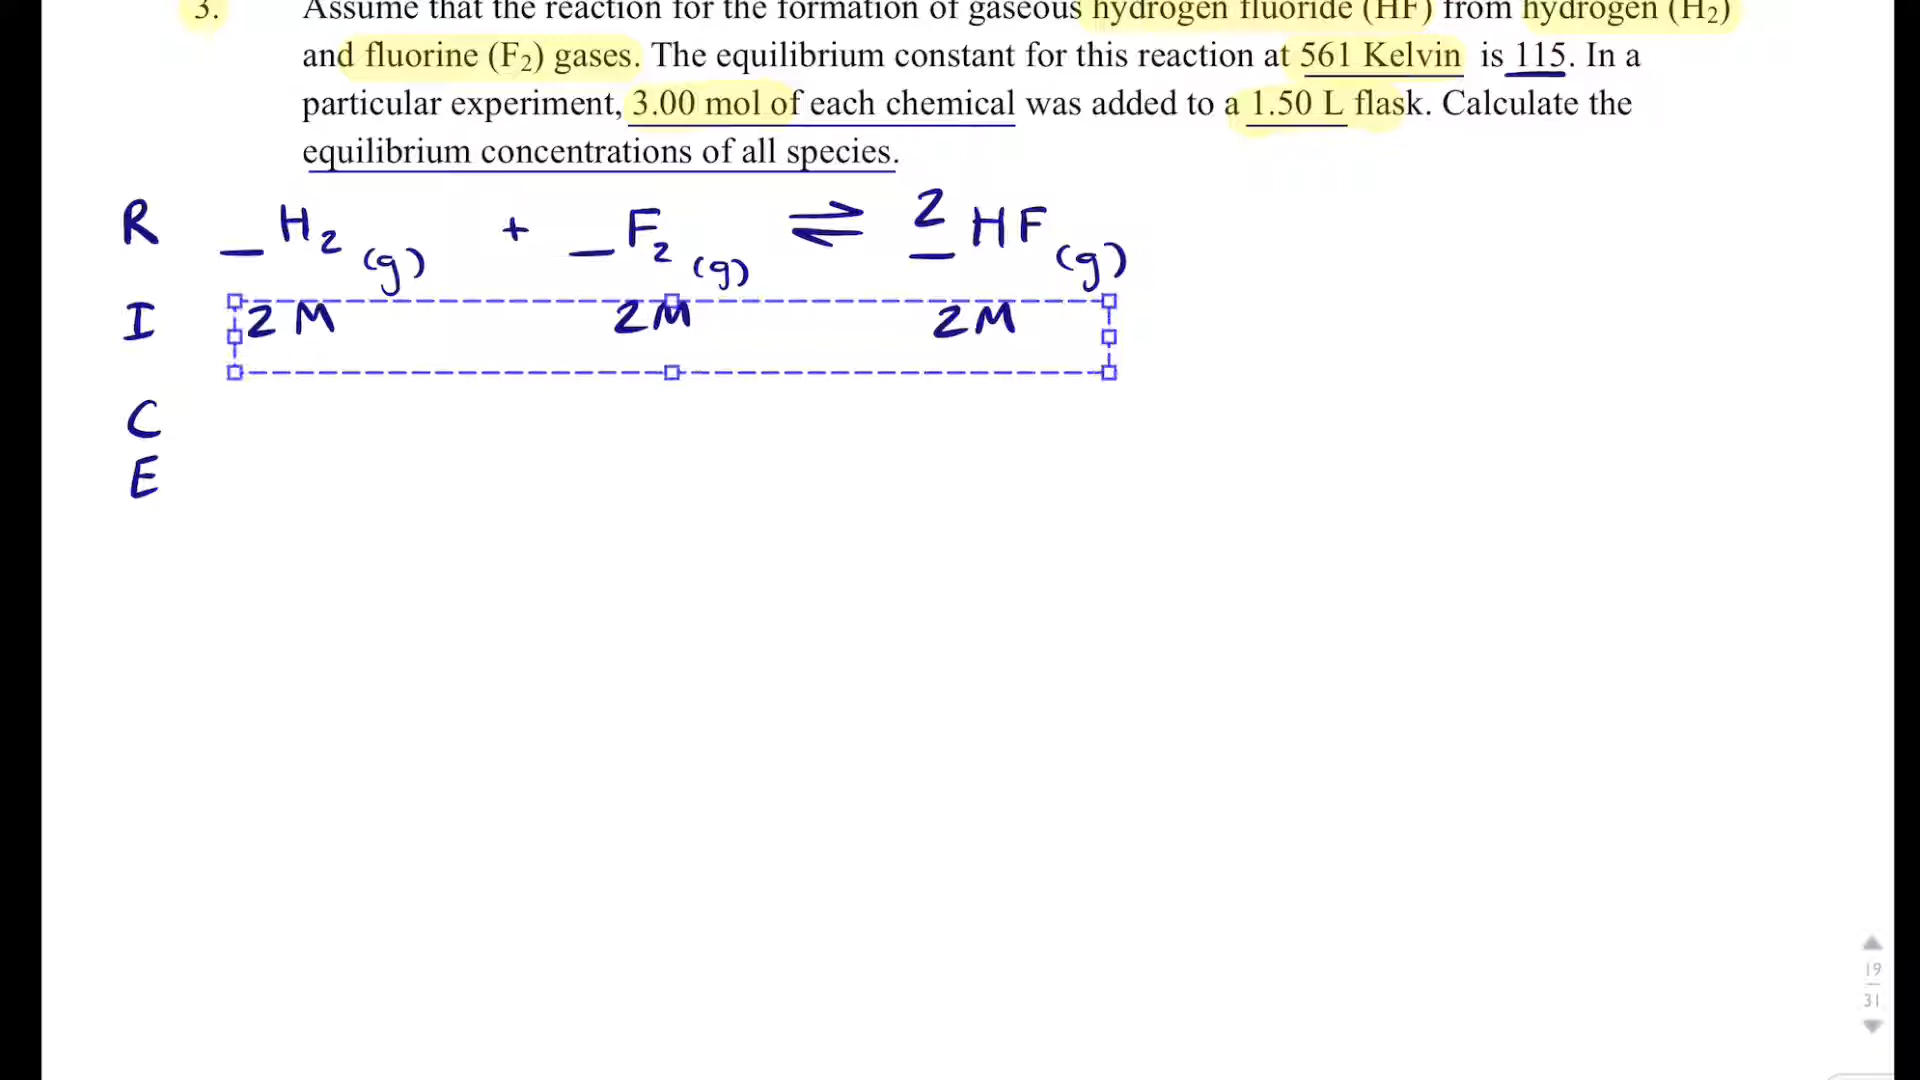 3. Assume that the reaction for the formation of gaseous hydrogen fluoride (HF) from hydrogen (H₂)
and fluorine (F₂) gases. The equilibrium constant for this reaction at 561 Kelvin is 115. In a
particular experiment, 3.00 mol of each chemical was added to a 1.50 L flask. Calculate the
equilibrium concentrations of all species.
R _H₂ (g) + _F₂ (g) ⇌ 2 HF (g)
I 2 M 2M 2M
C
E
19
31